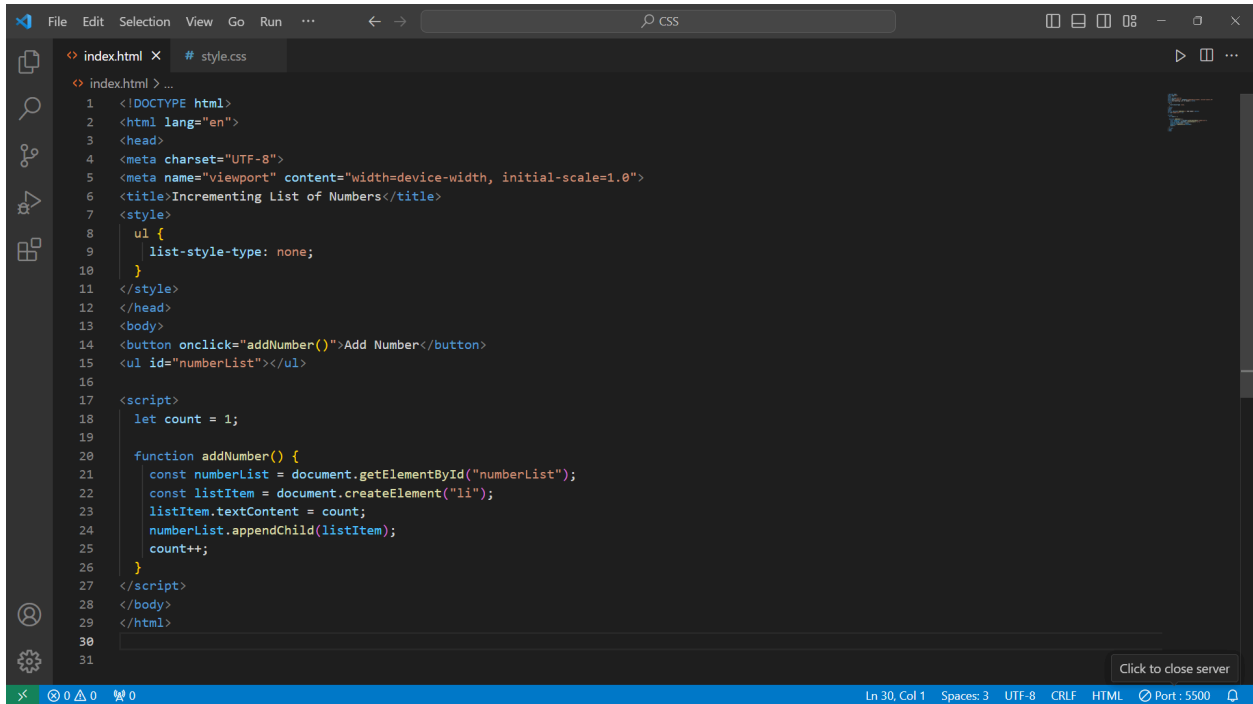 File Edit Selection View Go Run ··· ← → CSS
index.html × # style.css ···
index.html > ...
1 <!DOCTYPE html>
2 <html lang="en">
3 <head>
4 <meta charset="UTF-8">
5 <meta name="viewport" content="width=device-width, initial-scale=1.0">
6 <title>Incrementing List of Numbers</title>
7 <style>
8 ul {
9 list-style-type: none;
10 }
11 </style>
12 </head>
13 <body>
14 <button onclick="addNumber()">Add Number</button>
15 <ul id="numberList"></ul>
16
17 <script>
18 let count = 1;
19
20 function addNumber() {
21 const numberList = document.getElementById("numberList");
22 const listItem = document.createElement("li");
23 listItem.textContent = count;
24 numberList.appendChild(listItem);
25 count++;
26 }
27 </script>
28 </body>
29 </html>
30
31
Click to close server
0 0 0 Ln 30, Col 1 Spaces: 3 UTF-8 CRLF HTML Port : 5500